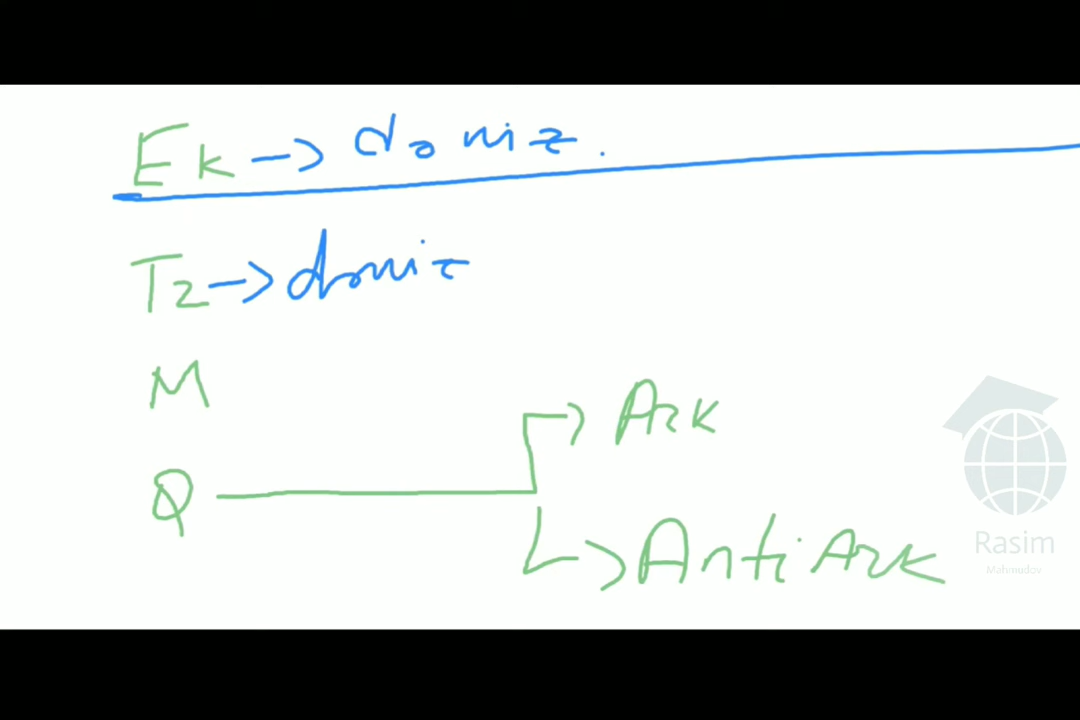 Ek → dəniz.
Tz → dəniz
M
Q → Ark
→ AntiArk
Rasim
Mahmudov